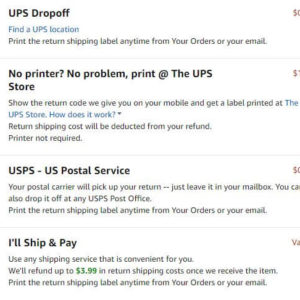 UPS Dropoff $0
Find a UPS location
Print the return shipping label anytime from Your Orders or your email.
No printer? No problem, print @ The UPS $1
Store
Show the return code we give you on your mobile and get a label printed at The
UPS Store. How does it work?
Return shipping cost will be deducted from your refund.
Printer not required.
USPS - US Postal Service $0
Your postal carrier will pick up your return -- just leave it in your mailbox. You can
also drop it off at any USPS Post Office.
Print the return shipping label anytime from Your Orders or your email.
I'll Ship & Pay Va
Use any shipping service that is convenient for you.
We'll refund up to $3.99 in return shipping costs once we receive the item.
Print the return shipping label anytime from Your Orders or your email.